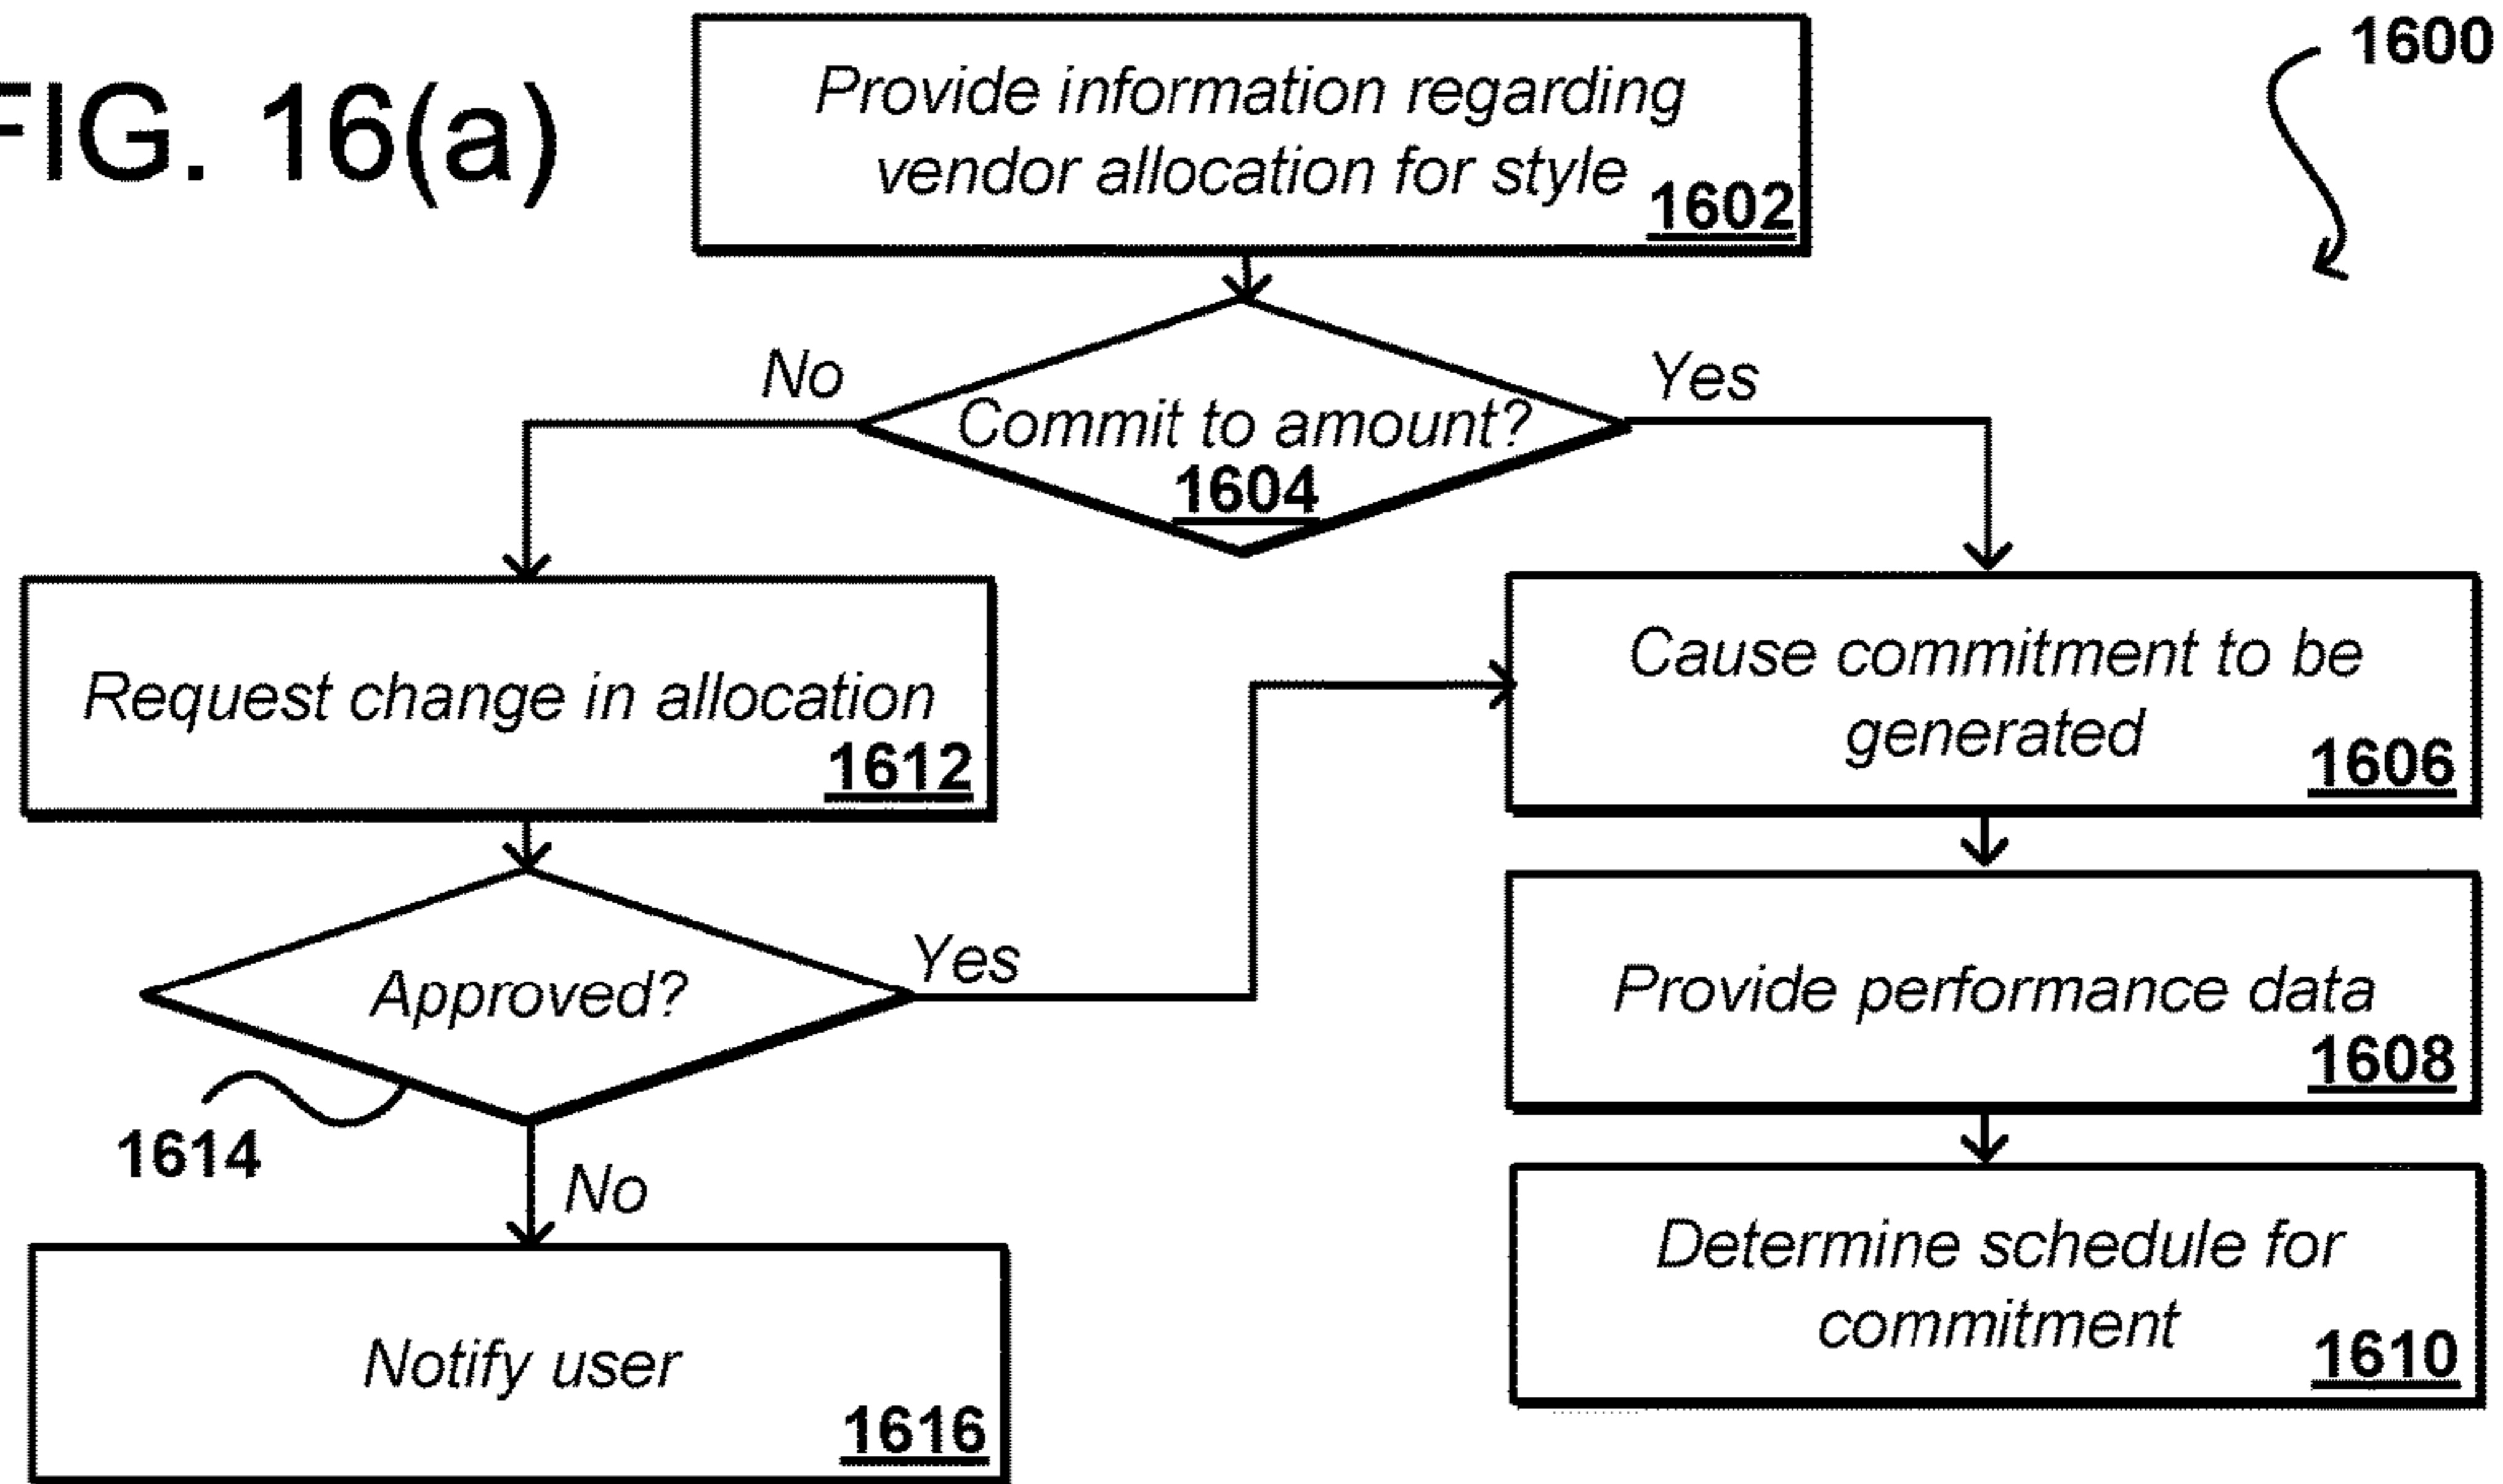 FIG. 16(a)
1600
Provide information regarding
vendor allocation for style
1602
No
Yes
Commit to amount?
1604
Request change in allocation
1612
Cause commitment to be
generated
1606
Approved?
Yes
1614
No
Provide performance data
1608
Notify user
1616
Determine schedule for
commitment
1610